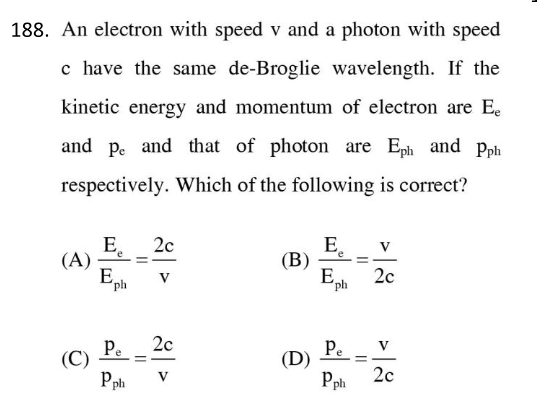 188. An electron with speed v and a photon with speed
c have the same de-Broglie wavelength. If the
kinetic energy and momentum of electron are Eₑ
and pₑ and that of photon are Eₚₕ and pₚₕ
respectively. Which of the following is correct?
(A) Eₑ/Eₚₕ = 2c/v (B) Eₑ/Eₚₕ = v/2c
(C) Pₑ/Pₚₕ = 2c/v (D) Pₑ/Pₚₕ = v/2c